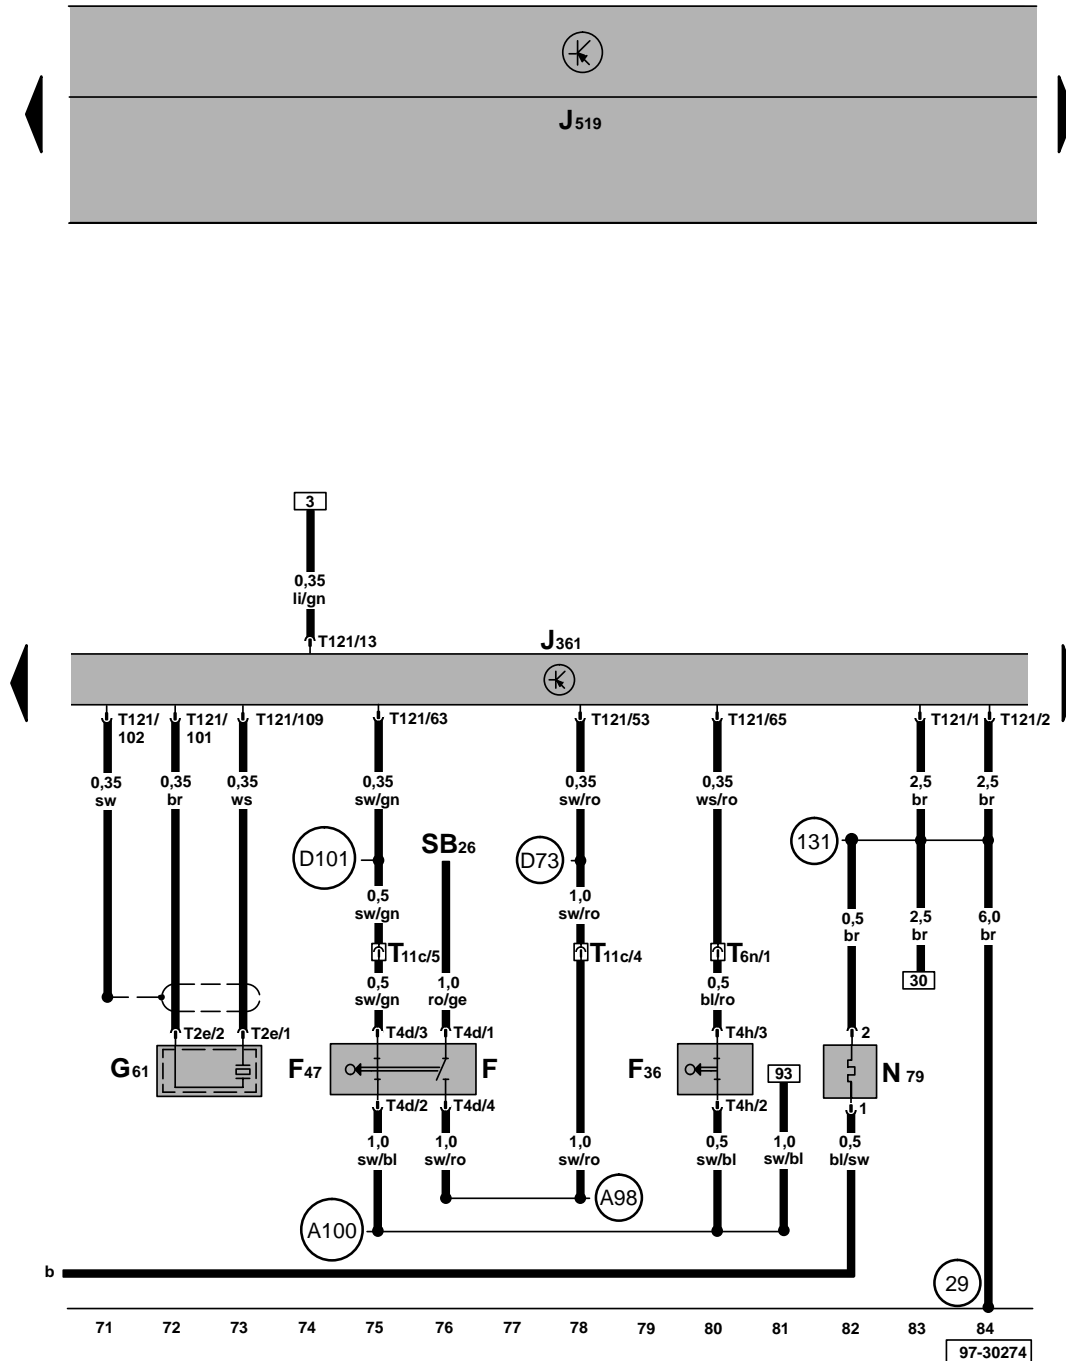 J519
3
0,35
li/gn
T121/13
J361
T121/
102
T121/
101
T121/109
T121/63
T121/53
T121/65
T121/1
T121/2
0,35
sw
0,35
br
0,35
ws
0,35
sw/gn
0,35
sw/ro
0,35
ws/ro
2,5
br
2,5
br
D101
SB26
D73
131
0,5
sw/gn
1,0
sw/ro
0,5
br
2,5
br
6,0
br
T11c/5
T11c/4
T6n/1
0,5
sw/gn
1,0
ro/ge
0,5
bl/ro
30
T2e/2
T2e/1
T4d/3
T4d/1
T4h/3
2
G61
F47
F
F36
93
N79
T4d/2
T4d/4
T4h/2
1
1,0
sw/bl
1,0
sw/ro
1,0
sw/ro
0,5
sw/bl
1,0
sw/bl
0,5
bl/sw
A98
A100
b
29
71 72 73 74 75 76 77 78 79 80 81 82 83 84
97-30274